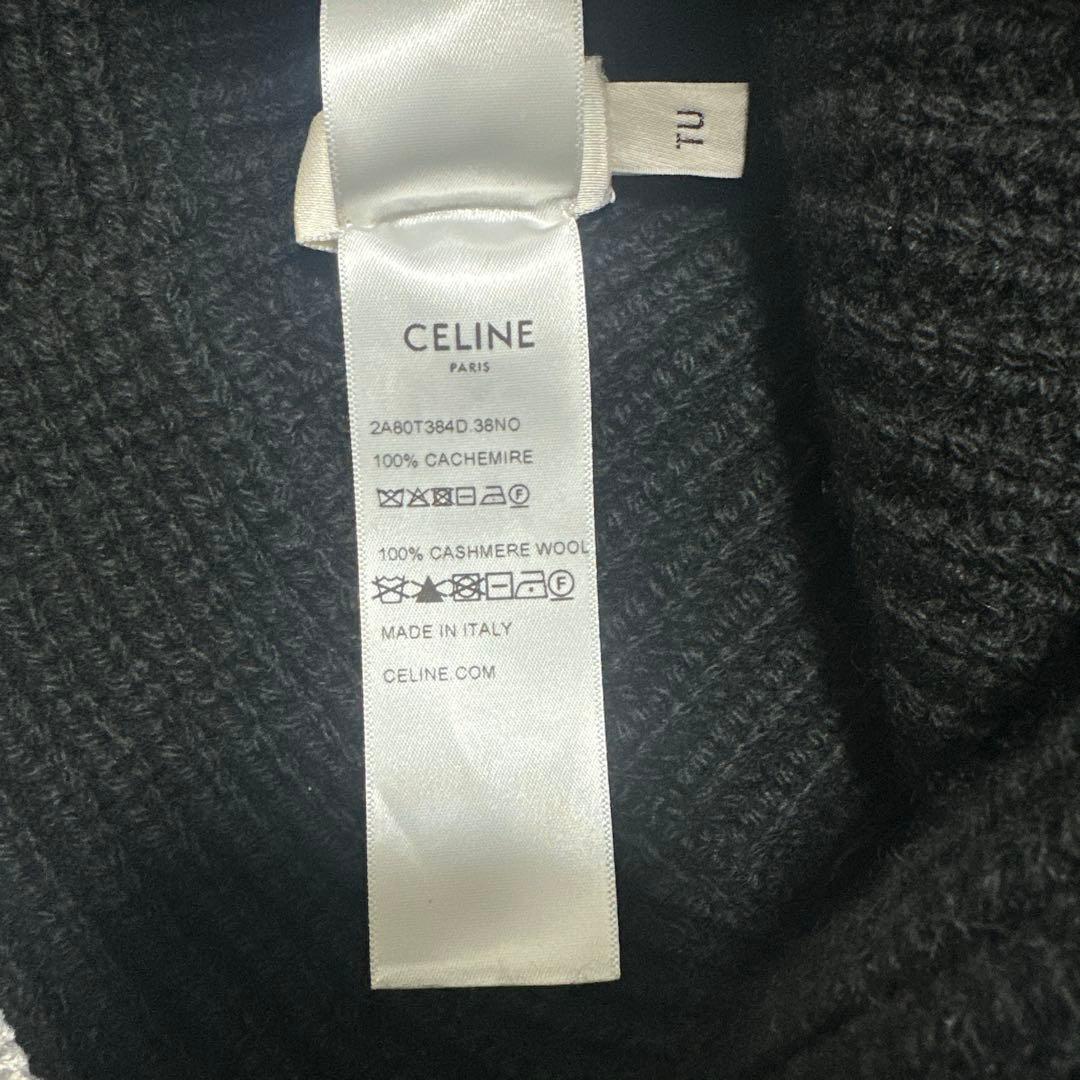 TU
CELINE
PARIS
2A80T384D.38NO
100% CACHEMIRE
F
100% CASHMERE WOOL
F
MADE IN ITALY
CELINE.COM